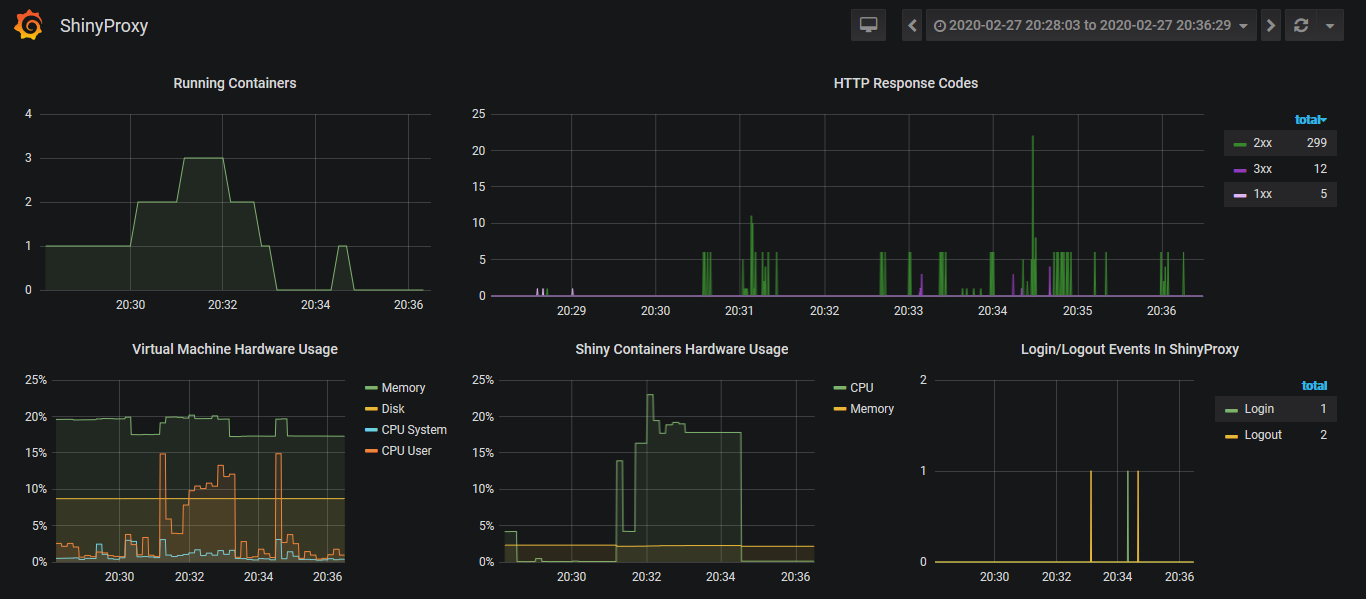 ShinyProxy
2020-02-27 20:28:03 to 2020-02-27 20:36:29
Running Containers
4
3
2
1
0
20:30 20:32 20:34 20:36
HTTP Response Codes
25
20
15
10
5
0
20:29 20:30 20:31 20:32 20:33 20:34 20:35 20:36
total
2xx 299
3xx 12
1xx 5
Virtual Machine Hardware Usage
25%
20%
15%
10%
5%
0%
20:30 20:32 20:34 20:36
Memory
Disk
CPU System
CPU User
Shiny Containers Hardware Usage
25%
20%
15%
10%
5%
0%
20:30 20:32 20:34 20:36
CPU
Memory
Login/Logout Events In ShinyProxy
2
1
0
20:30 20:32 20:34 20:36
total
Login 1
Logout 2